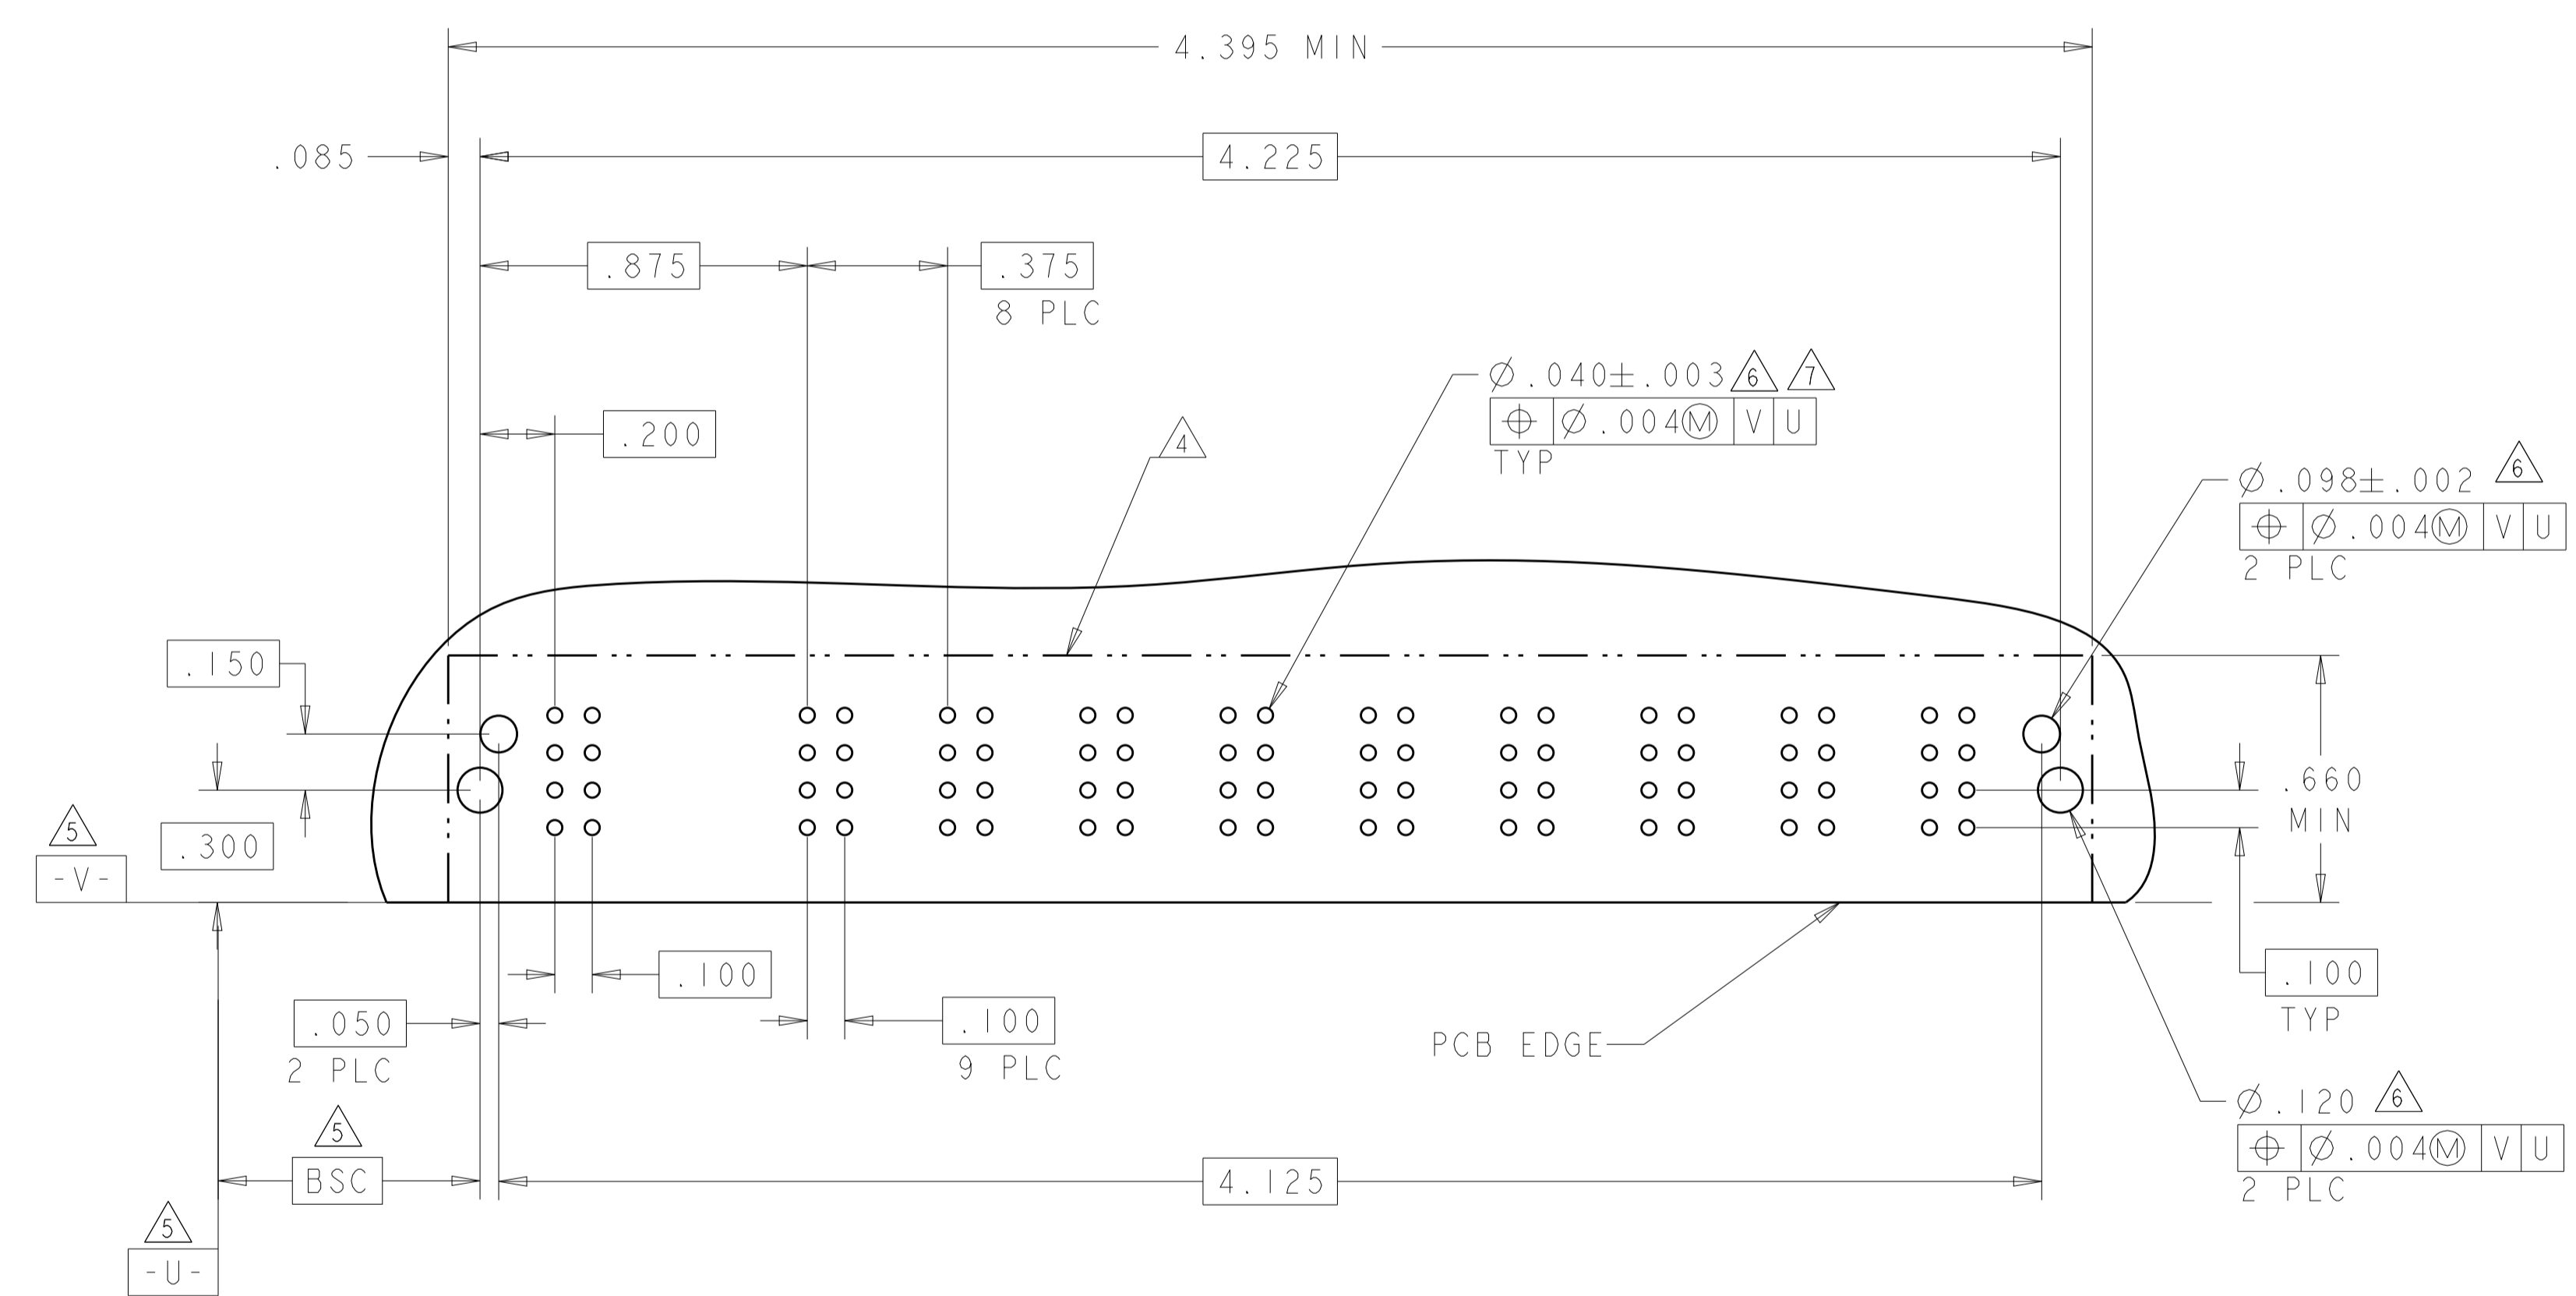 4.395 MIN
.085
4.225
.875
.375
8 PLC
∅.040±.003 6 7
⌖ ∅.004Ⓜ V U
TYP
.200
4
∅.098±.002 6
⌖ ∅.004Ⓜ V U
2 PLC
.150
.660
MIN
5
-V-
.300
.100
.100
TYP
.050
2 PLC
.100
9 PLC
PCB EDGE
∅.120 6
⌖ ∅.004Ⓜ V U
2 PLC
5
BSC
4.125
5
-U-